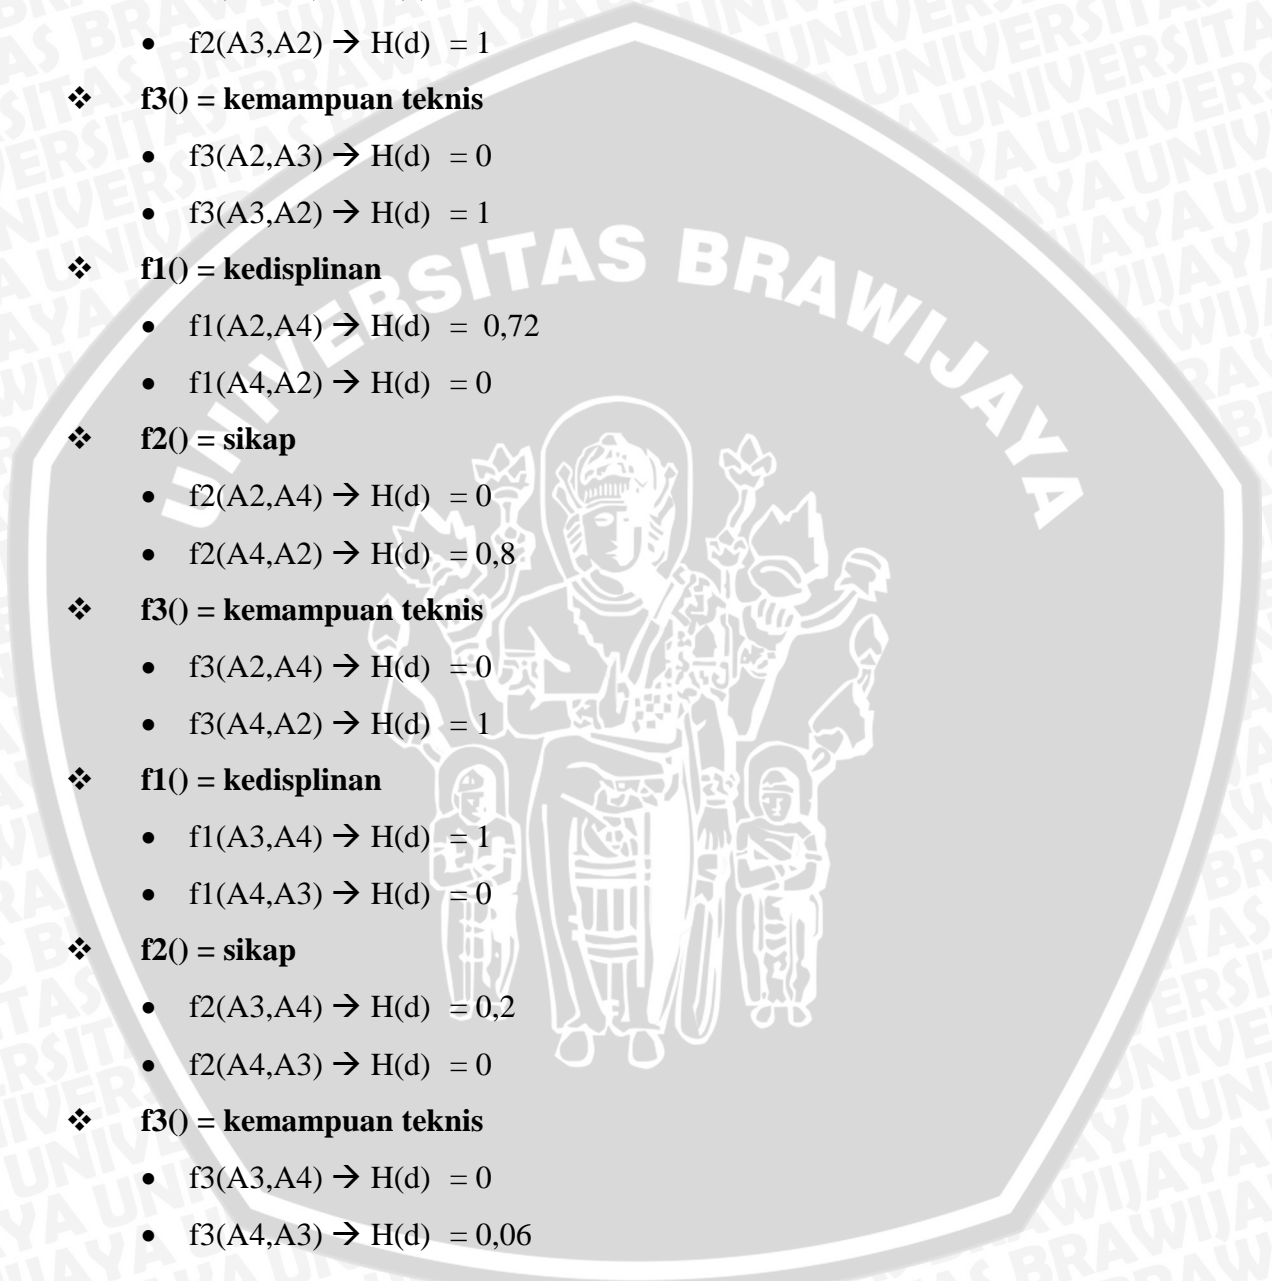 • f2(A3,A2) → H(d) = 1
❖ f3() = kemampuan teknis
• f3(A2,A3) → H(d) = 0
• f3(A3,A2) → H(d) = 1
❖ f1() = kedisplinan
• f1(A2,A4) → H(d) = 0,72
• f1(A4,A2) → H(d) = 0
❖ f2() = sikap
• f2(A2,A4) → H(d) = 0
• f2(A4,A2) → H(d) = 0,8
❖ f3() = kemampuan teknis
• f3(A2,A4) → H(d) = 0
• f3(A4,A2) → H(d) = 1
❖ f1() = kedisplinan
• f1(A3,A4) → H(d) = 1
• f1(A4,A3) → H(d) = 0
❖ f2() = sikap
• f2(A3,A4) → H(d) = 0,2
• f2(A4,A3) → H(d) = 0
❖ f3() = kemampuan teknis
• f3(A3,A4) → H(d) = 0
• f3(A4,A3) → H(d) = 0,06
UNIVERSITAS BRAWIJAYA